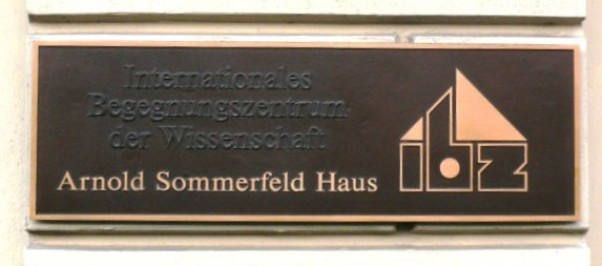 Internationales
Begegnungszentrum
der Wissenschaft
Arnold Sommerfeld Haus
ibz